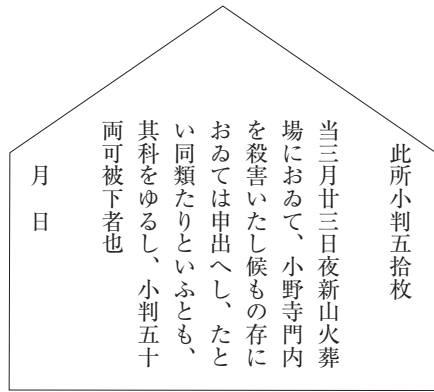 此所小判五拾枚
当三月廿三日夜新山火葬
場におゐて、小野寺門内
を殺害いたし候もの存に
おゐては申出へし、たと
い同類たりといふとも、
其科をゆるし、小判五十
両可被下者也
月　日